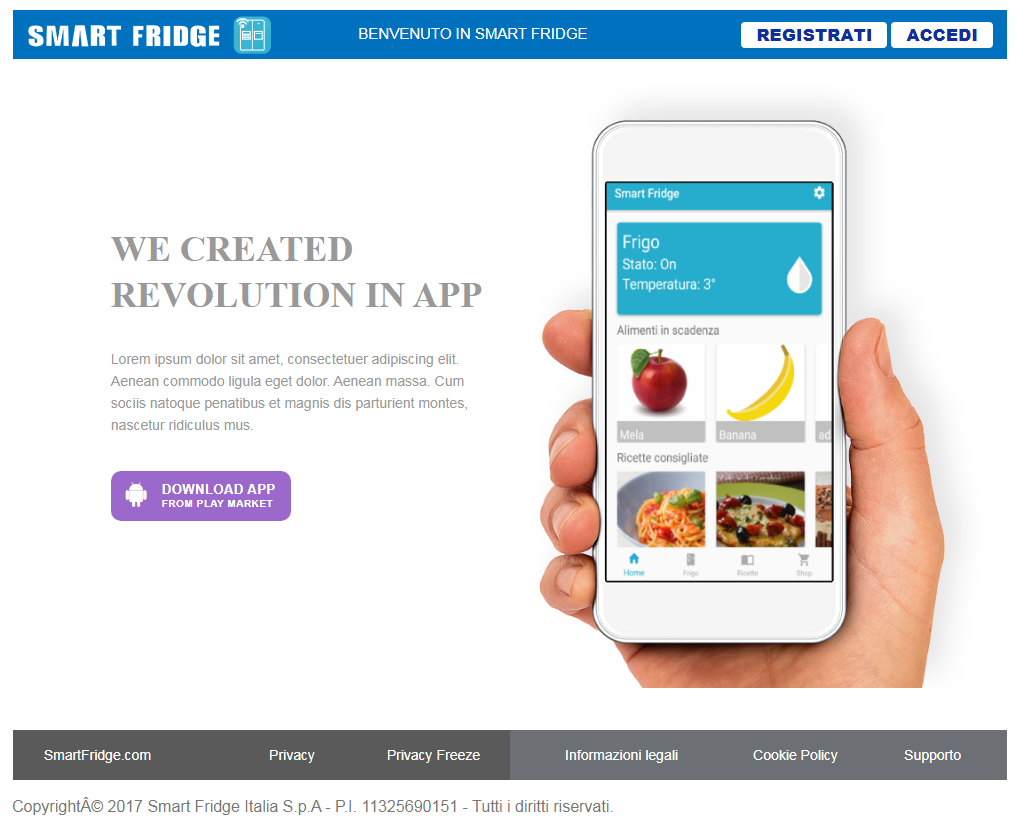 SMART FRIDGE
BENVENUTO IN SMART FRIDGE
REGISTRATI
ACCEDI
WE CREATED
REVOLUTION IN APP
Lorem ipsum dolor sit amet, consectetuer adipiscing elit.
Aenean commodo ligula eget dolor. Aenean massa. Cum
sociis natoque penatibus et magnis dis parturient montes,
nascetur ridiculus mus.
DOWNLOAD APP
FROM PLAY MARKET
Smart Fridge
Frigo
Stato: On
Temperatura: 3°
Alimenti in scadenza
Mela
Banana
ad
Ricette consigliate
Home
Frigo
Ricette
Shop
SmartFridge.com
Privacy
Privacy Freeze
Informazioni legali
Cookie Policy
Supporto
CopyrightÂ© 2017 Smart Fridge Italia S.p.A - P.I. 11325690151 - Tutti i diritti riservati.